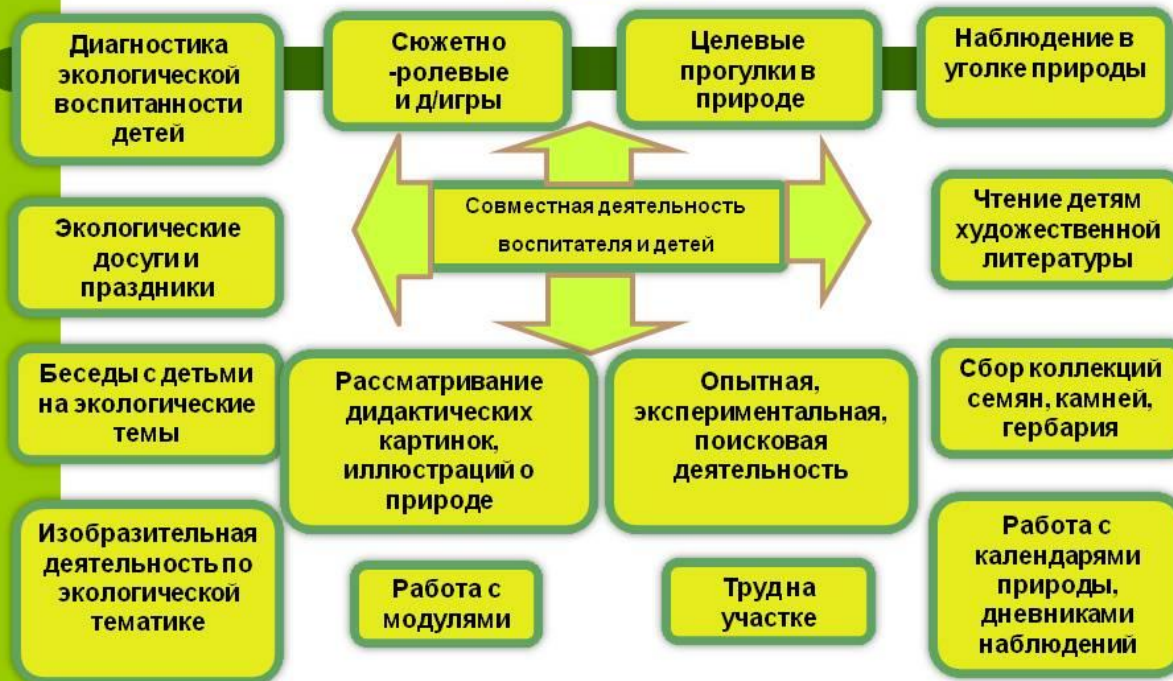 Диагностика
экологической
воспитанности
детей
Сюжетно
-ролевые
и д/игры
Целевые
прогулки в
природе
Наблюдение в
уголке природы
Совместная деятельность
воспитателя и детей
Экологические
досуги и
праздники
Чтение детям
художественной
литературы
Беседы с детьми
на экологические
темы
Рассматривание
дидактических
картинок,
иллюстраций о
природе
Опытная,
экспериментальная,
поисковая
деятельность
Сбор коллекций
семян, камней,
гербария
Изобразительная
деятельность по
экологической
тематике
Работа с
модулями
Труд на
участке
Работа с
календарями
природы,
дневниками
наблюдений